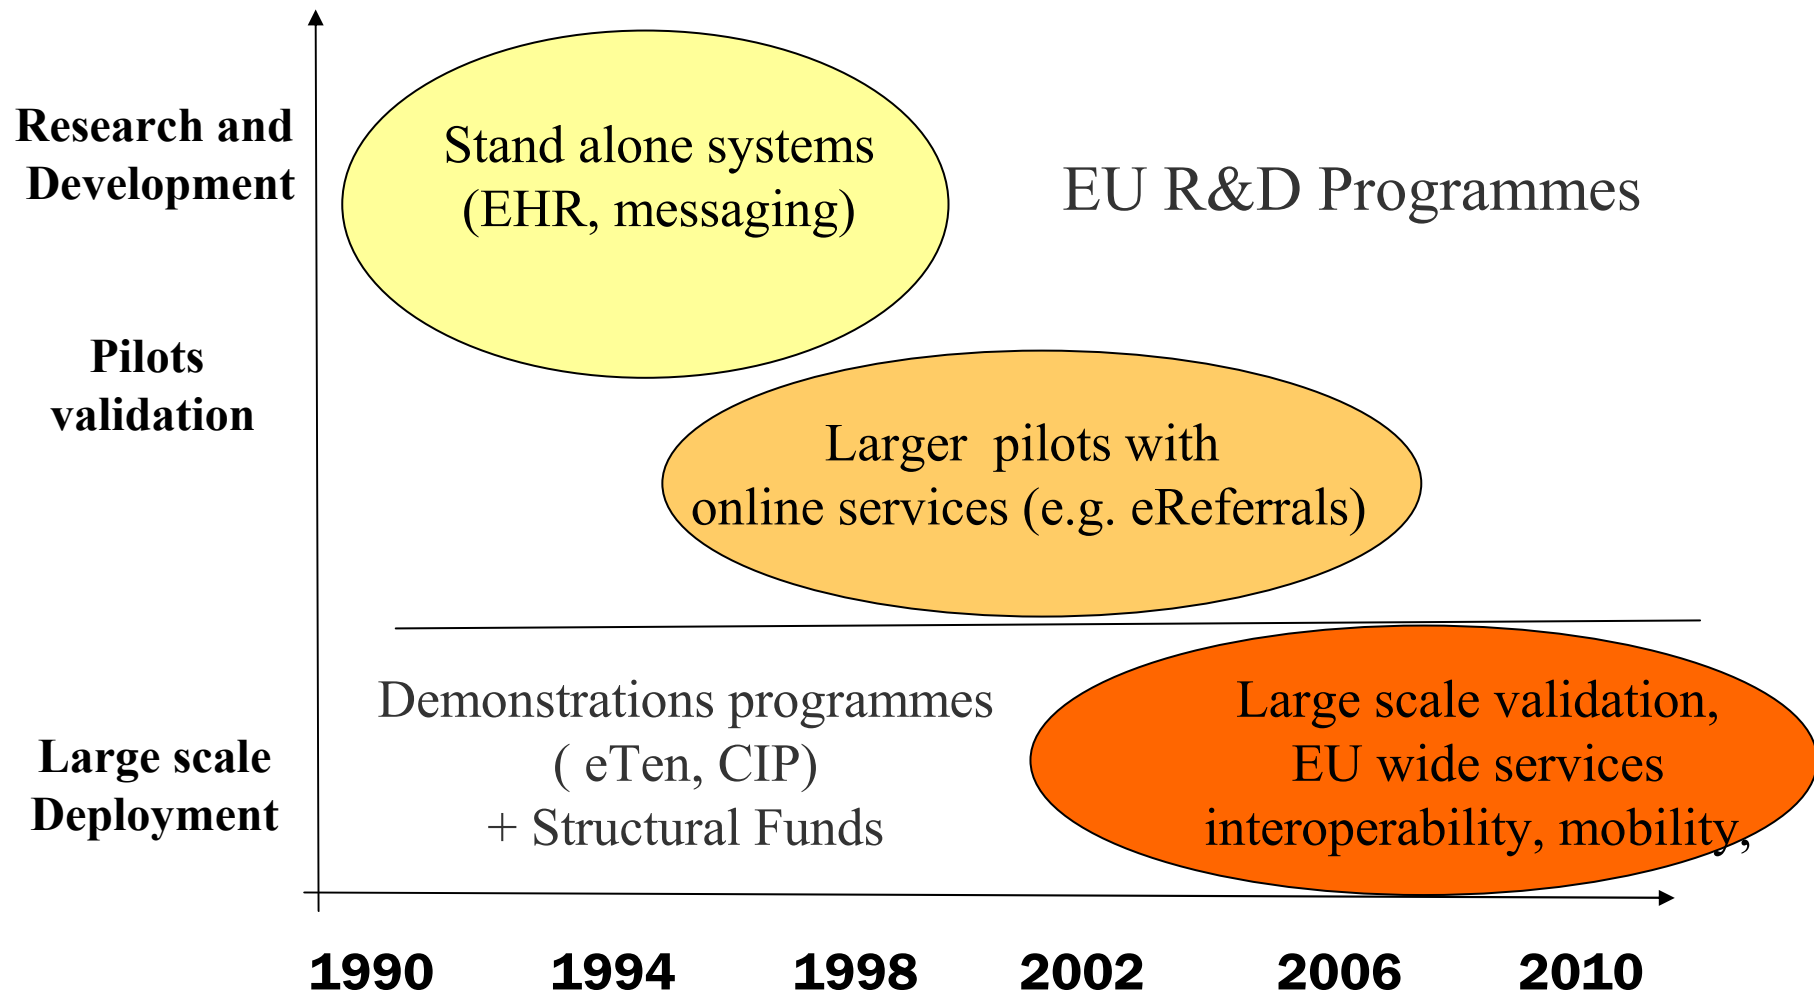 Research and
Development
Stand alone systems
(EHR, messaging)
EU R&D Programmes
Pilots
validation
Larger  pilots with
online services (e.g. eReferrals)
Large scale
Deployment
Demonstrations programmes
( eTen, CIP)
+ Structural Funds
Large scale validation,
EU wide services
interoperability, mobility,
1990 1994 1998 2002 2006 2010